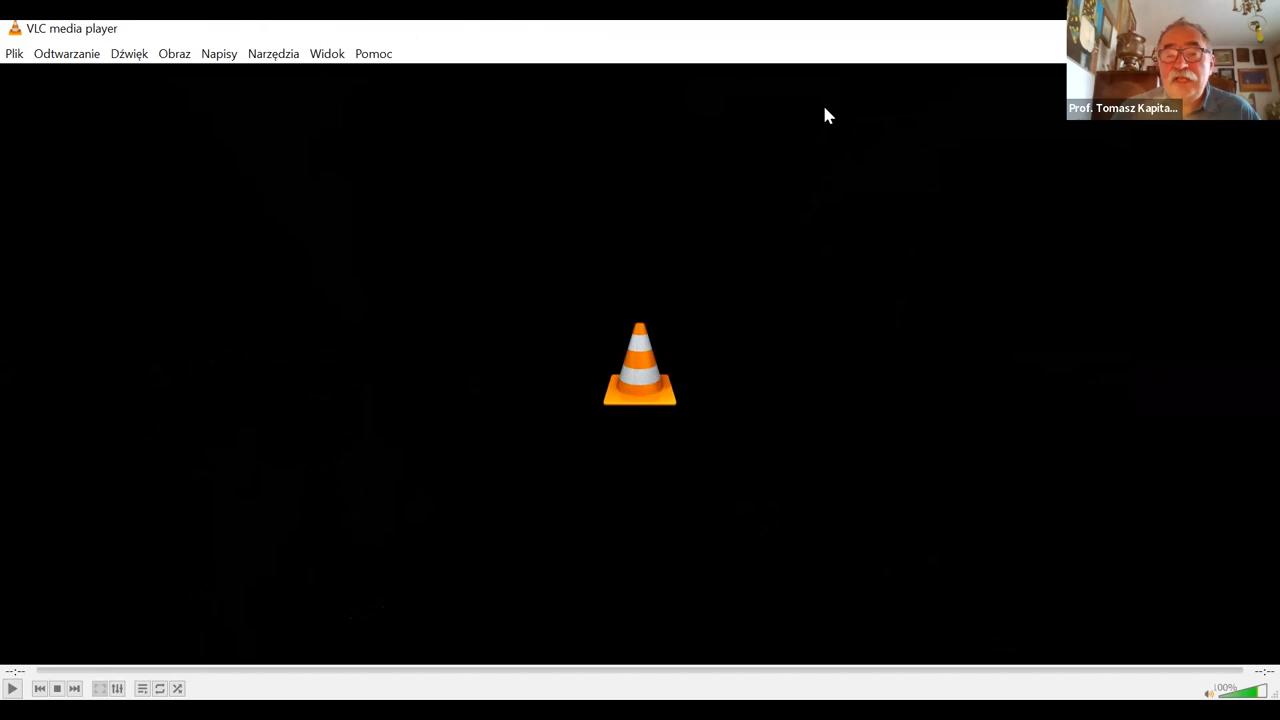 VLC media player
Plik Odtwarzanie Dźwięk Obraz Napisy Narzędzia Widok Pomoc
Prof. Tomasz Kapita...
--:-- --:--
100%